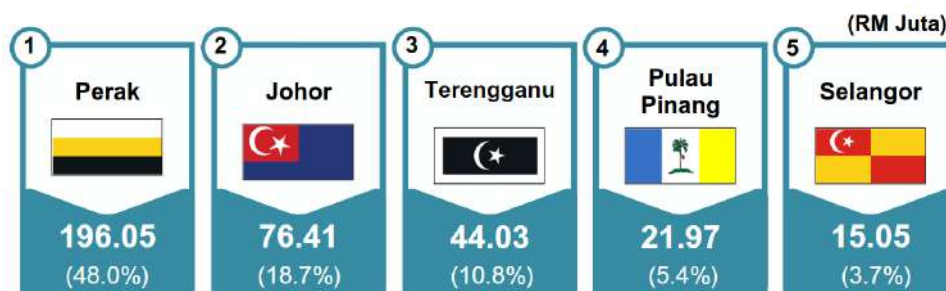 (RM Juta)
1
Perak
196.05
(48.0%)
2
Johor
76.41
(18.7%)
3
Terengganu
44.03
(10.8%)
4
Pulau
Pinang
21.97
(5.4%)
5
Selangor
15.05
(3.7%)